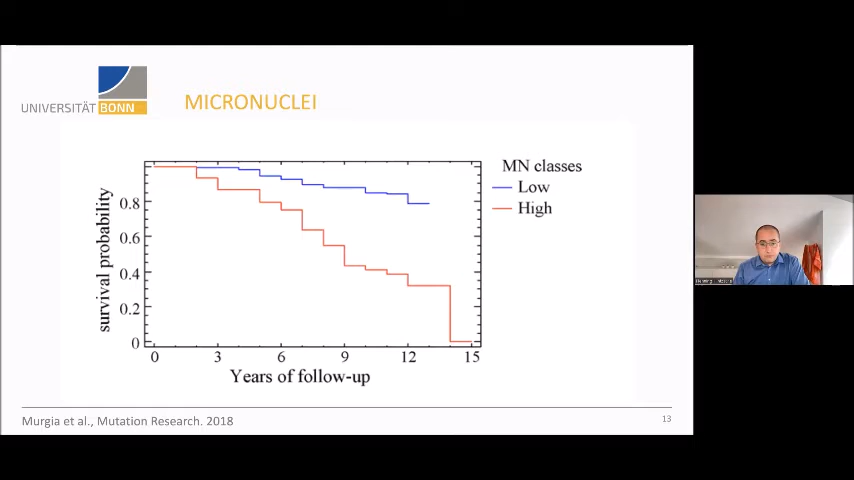 UNIVERSITÄT BONN
MICRONUCLEI
MN classes
Low
High
survival probability
0.8
0.6
0.4
0.2
0
0 3 6 9 12 15
Years of follow-up
Murgia et al., Mutation Research. 2018
13